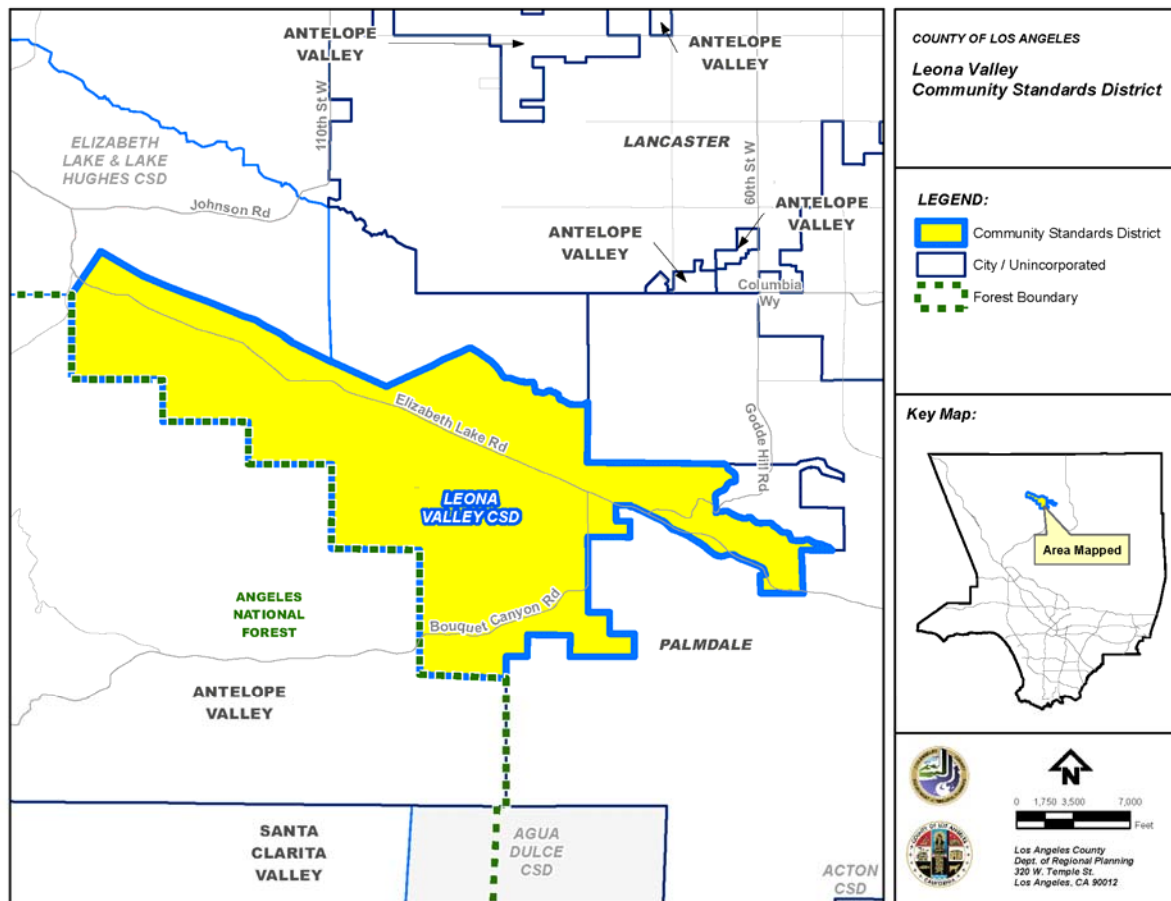 ANTELOPE
VALLEY
ANTELOPE
VALLEY
110th St W
LANCASTER
60th St W
ELIZABETH
LAKE & LAKE
HUGHES CSD
Johnson Rd
ANTELOPE
VALLEY
ANTELOPE
VALLEY
Columbia
Wy
Elizabeth Lake Rd
Godde Hill Rd
LEONA
VALLEY CSD
ANGELES
NATIONAL
FOREST
Bouquet Canyon Rd
PALMDALE
ANTELOPE
VALLEY
SANTA
CLARITA
VALLEY
AGUA
DULCE
CSD
ACTON
CSD
COUNTY OF LOS ANGELES
Leona Valley
Community Standards District
LEGEND:
Community Standards District
City / Unincorporated
Forest Boundary
Key Map:
Area Mapped
N
0 1,750 3,500 7,000
Feet
Los Angeles County
Dept. of Regional Planning
320 W. Temple St.
Los Angeles, CA 90012